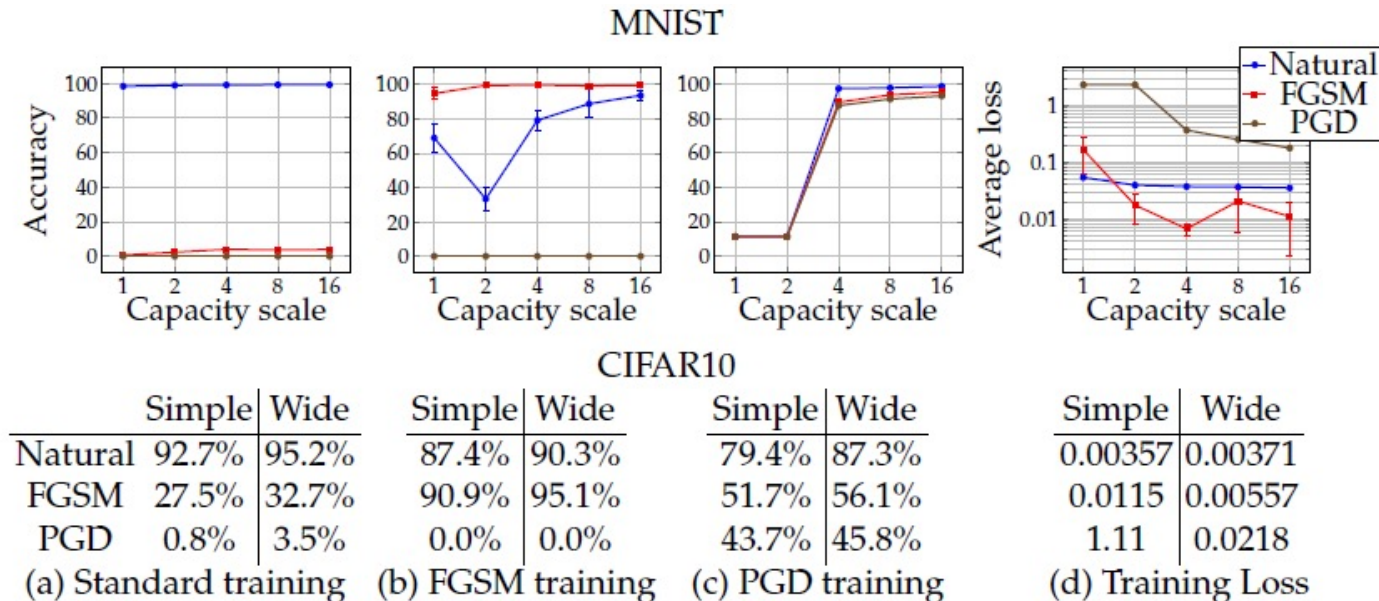 MNIST
Accuracy
100
80
60
40
20
0
1 2 4 8 16
Capacity scale
100
80
60
40
20
0
1 2 4 8 16
Capacity scale
100
80
60
40
20
0
1 2 4 8 16
Capacity scale
Average loss
1
0.1
0.01
1 2 4 8 16
Capacity scale
Natural
FGSM
PGD
CIFAR10
Simple Wide Simple Wide Simple Wide Simple Wide
Natural 92.7% 95.2% 87.4% 90.3% 79.4% 87.3% 0.00357 0.00371
FGSM 27.5% 32.7% 90.9% 95.1% 51.7% 56.1% 0.0115 0.00557
PGD 0.8% 3.5% 0.0% 0.0% 43.7% 45.8% 1.11 0.0218
(a) Standard training (b) FGSM training (c) PGD training (d) Training Loss